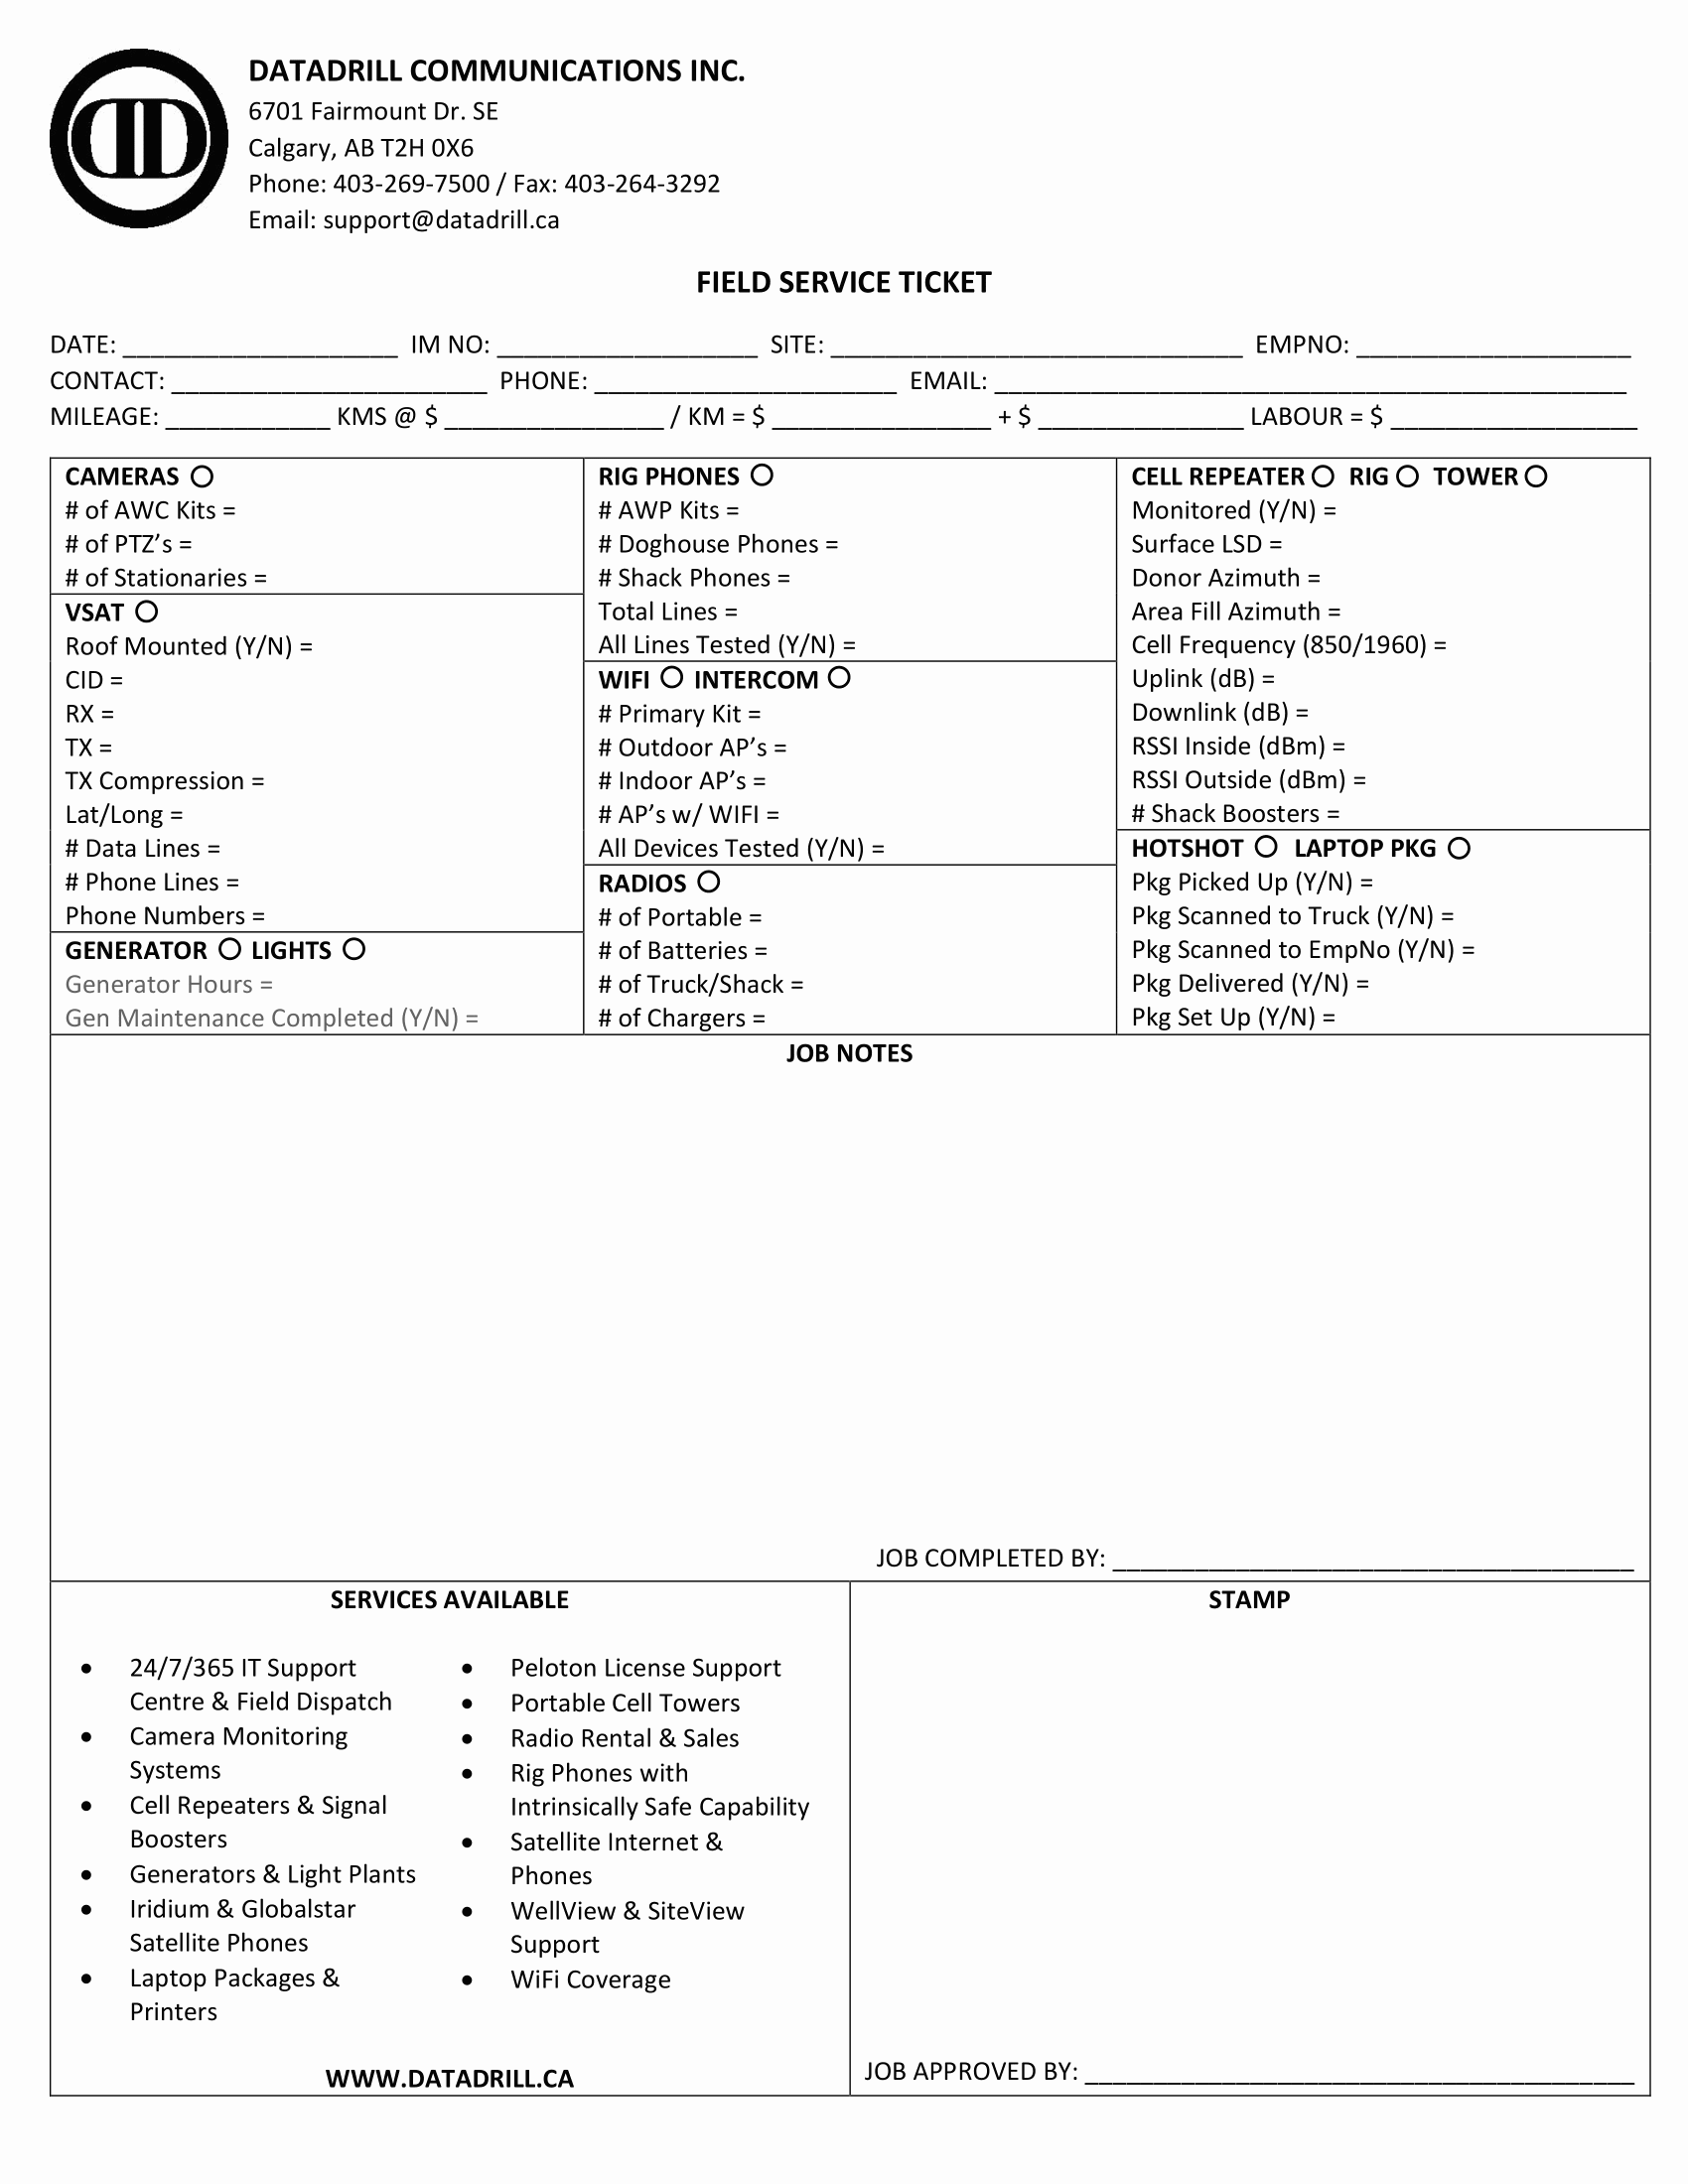 DATADRILL COMMUNICATIONS INC.
6701 Fairmount Dr. SE
Calgary, AB T2H 0X6
Phone: 403-269-7500 / Fax: 403-264-3292
Email: support@datadrill.ca
FIELD SERVICE TICKET
DATE: ____________________ IM NO: ___________________ SITE: ______________________________ EMPNO: ____________________
CONTACT: _______________________ PHONE: ______________________ EMAIL: ______________________________________________
MILEAGE: ____________ KMS @ $ ________________ / KM = $ ________________ + $ _______________ LABOUR = $ __________________
CAMERAS
# of AWC Kits =
# of PTZ’s =
# of Stationaries =
VSAT
Roof Mounted (Y/N) =
CID =
RX =
TX =
TX Compression =
Lat/Long =
# Data Lines =
# Phone Lines =
Phone Numbers =
GENERATOR LIGHTS
Generator Hours =
Gen Maintenance Completed (Y/N) =
RIG PHONES
# AWP Kits =
# Doghouse Phones =
# Shack Phones =
Total Lines =
All Lines Tested (Y/N) =
WIFI INTERCOM
# Primary Kit =
# Outdoor AP’s =
# Indoor AP’s =
# AP’s w/ WIFI =
All Devices Tested (Y/N) =
RADIOS
# of Portable =
# of Batteries =
# of Truck/Shack =
# of Chargers =
CELL REPEATER RIG TOWER
Monitored (Y/N) =
Surface LSD =
Donor Azimuth =
Area Fill Azimuth =
Cell Frequency (850/1960) =
Uplink (dB) =
Downlink (dB) =
RSSI Inside (dBm) =
RSSI Outside (dBm) =
# Shack Boosters =
HOTSHOT LAPTOP PKG
Pkg Picked Up (Y/N) =
Pkg Scanned to Truck (Y/N) =
Pkg Scanned to EmpNo (Y/N) =
Pkg Delivered (Y/N) =
Pkg Set Up (Y/N) =
JOB NOTES
JOB COMPLETED BY: ______________________________________
SERVICES AVAILABLE
• 24/7/365 IT Support
Centre & Field Dispatch
• Camera Monitoring
Systems
• Cell Repeaters & Signal
Boosters
• Generators & Light Plants
• Iridium & Globalstar
Satellite Phones
• Laptop Packages &
Printers
• Peloton License Support
• Portable Cell Towers
• Radio Rental & Sales
• Rig Phones with
Intrinsically Safe Capability
• Satellite Internet &
Phones
• WellView & SiteView
Support
• WiFi Coverage
WWW.DATADRILL.CA
STAMP
JOB APPROVED BY: ________________________________________